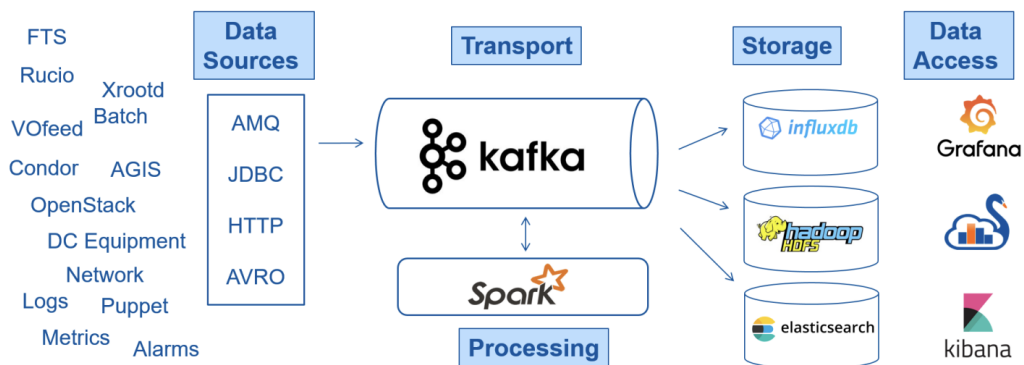 FTS
Rucio
Xrootd
Batch
VOfeed
Condor
AGIS
OpenStack
DC Equipment
Network
Logs
Puppet
Metrics
Alarms
Data
Sources
AMQ
JDBC
HTTP
AVRO
Transport
kafka
Spark
Processing
Storage
influxdb
hadoop
HDFS
elasticsearch
Data
Access
Grafana
kibana